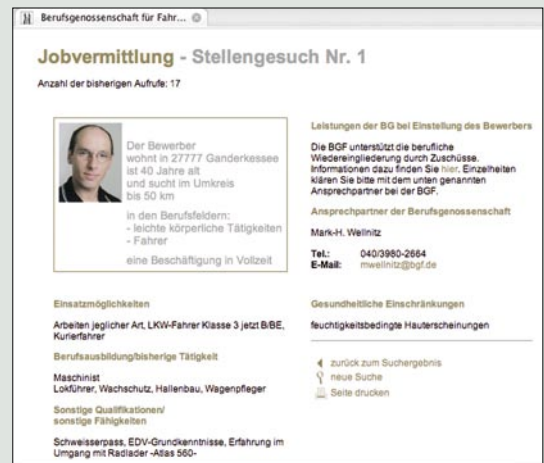 Berufsgenossenschaft für Fahr...
Jobvermittlung - Stellengesuch Nr. 1
Anzahl der bisherigen Aufrufe: 17
Der Bewerber
wohnt in 27777 Ganderkessee
ist 40 Jahre alt
und sucht im Umkreis
bis 50 km
in den Berufsfeldern:
- leichte körperliche Tätigkeiten
- Fahrer
eine Beschäftigung in Vollzeit
Leistungen der BG bei Einstellung des Bewerbers
Die BGF unterstützt die berufliche
Wiedereingliederung durch Zuschüsse.
Informationen dazu finden Sie hier. Einzelheiten
klären Sie bitte mit dem unten genannten
Ansprechpartner bei der BGF.
Ansprechpartner der Berufsgenossenschaft
Mark-H. Wellnitz
Tel.: 040/3980-2664
E-Mail: mwellnitz@bgf.de
Einsatzmöglichkeiten
Arbeiten jeglicher Art, LKW-Fahrer Klasse 3 jetzt B/BE,
Kurierfahrer
Berufsausbildung/bisherige Tätigkeit
Maschinist
Lokführer, Wachschutz, Hallenbau, Wagenpfleger
Sonstige Qualifikationen/
sonstige Fähigkeiten
Schweisserpass, EDV-Grundkenntnisse, Erfahrung im
Umgang mit Radlader -Atlas 560-
Gesundheitliche Einschränkungen
feuchtigkeitsbedingte Hauterscheinungen
zurück zum Suchergebnis
neue Suche
Seite drucken